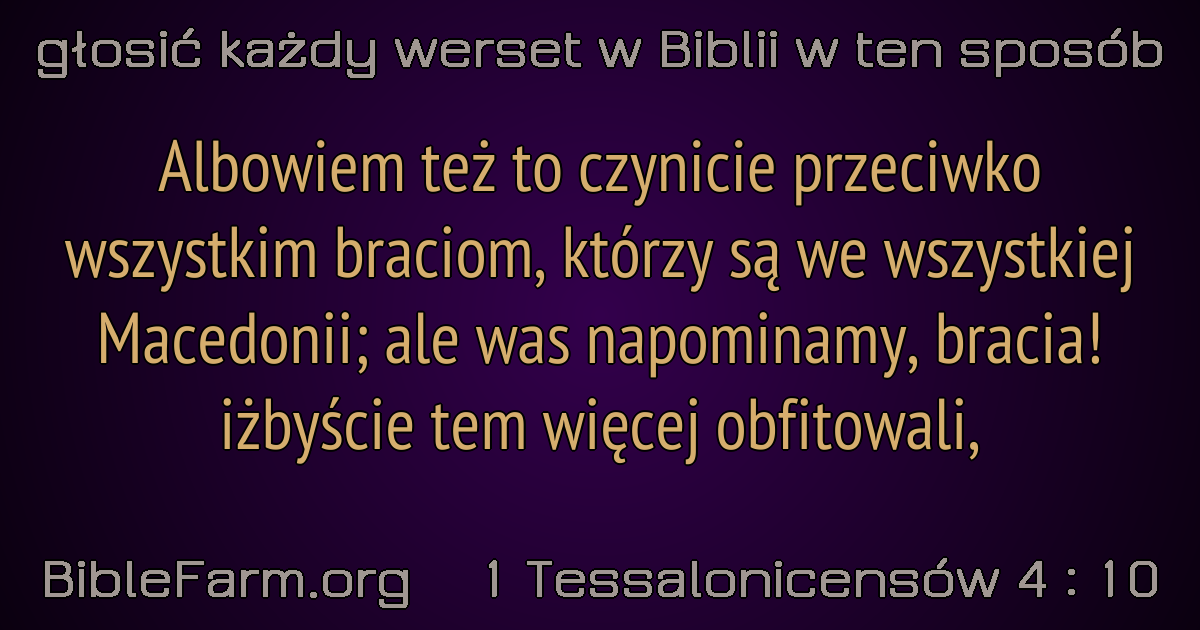 głosić każdy werset w Biblii w ten sposób
Albowiem też to czynicie przeciwko
wszystkim braciom, którzy są we wszystkiej
Macedonii; ale was napominamy, bracia!
iżbyście tem więcej obfitowali,
BibleFarm.org 1 Tessalonicensów 4 : 10